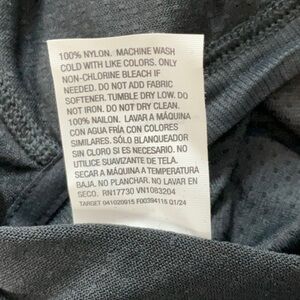 100% NYLON. MACHINE WASH
COLD WITH LIKE COLORS. ONLY
NON-CHLORINE BLEACH IF
NEEDED. DO NOT ADD FABRIC
SOFTENER. TUMBLE DRY LOW. DO
NOT IRON. DO NOT DRY CLEAN.
100% NAILON. LAVAR A MÁQUINA
CON AGUA FRÍA CON COLORES
SIMILARES. SÓLO BLANQUEADOR
SIN CLORO SI ES NECESARIO. NO
UTILICE SUAVIZANTE DE TELA.
SECAR A MÁQUINA A TEMPERATURA
BAJA. NO PLANCHAR. NO LAVAR EN
SECO. RN17730 VN1083204
TARGET 041020915 F00394115 Q1/24